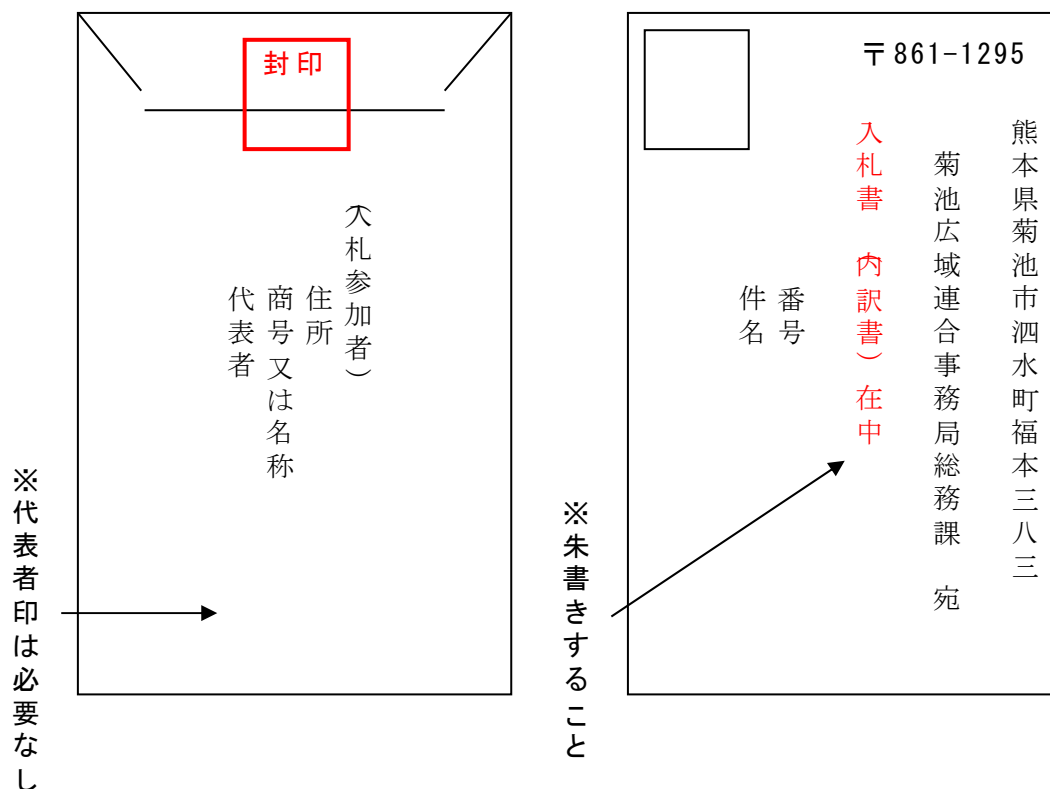 封印
（入札参加者）
住所
商号又は名称
代表者
※代表者印は必要なし
〒861-1295
熊本県菊池市泗水町福本三八三
菊池広域連合事務局総務課　宛
入札書　（内訳書）在中
番号
件名
※朱書きすること